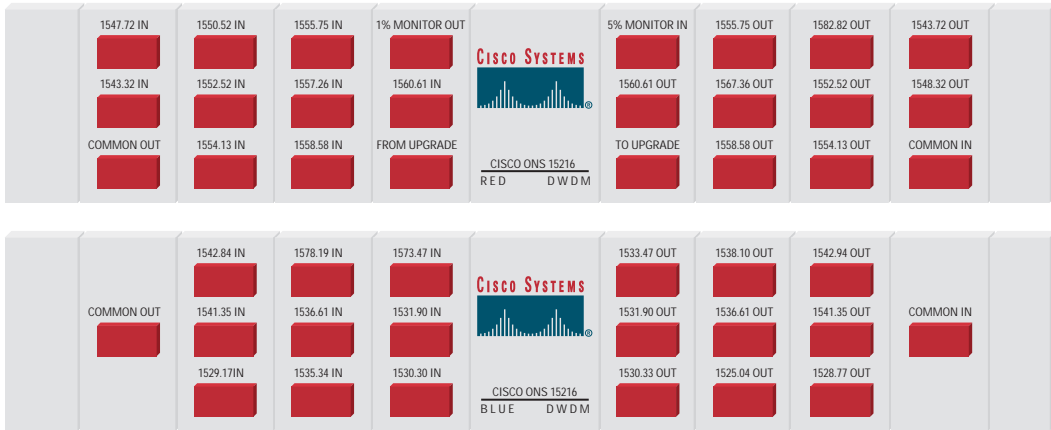 1547.72 IN 1550.52 IN 1555.75 IN 1% MONITOR OUT 5% MONITOR IN 1555.75 OUT 1582.82 OUT 1543.72 OUT
CISCO SYSTEMS
1543.32 IN 1552.52 IN 1557.26 IN 1560.61 IN 1560.61 OUT 1567.36 OUT 1552.52 OUT 1548.32 OUT
®
COMMON OUT 1554.13 IN 1558.58 IN FROM UPGRADE TO UPGRADE 1558.58 OUT 1554.13 OUT COMMON IN
CISCO ONS 15216
RED DWDM
1542.84 IN 1578.19 IN 1573.47 IN 1533.47 OUT 1538.10 OUT 1542.94 OUT
CISCO SYSTEMS
COMMON OUT 1541.35 IN 1536.61 IN 1531.90 IN 1531.90 OUT 1536.61 OUT 1541.35 OUT COMMON IN
®
1529.17IN 1535.34 IN 1530.30 IN 1530.33 OUT 1525.04 OUT 1528.77 OUT
CISCO ONS 15216
BLUE DWDM